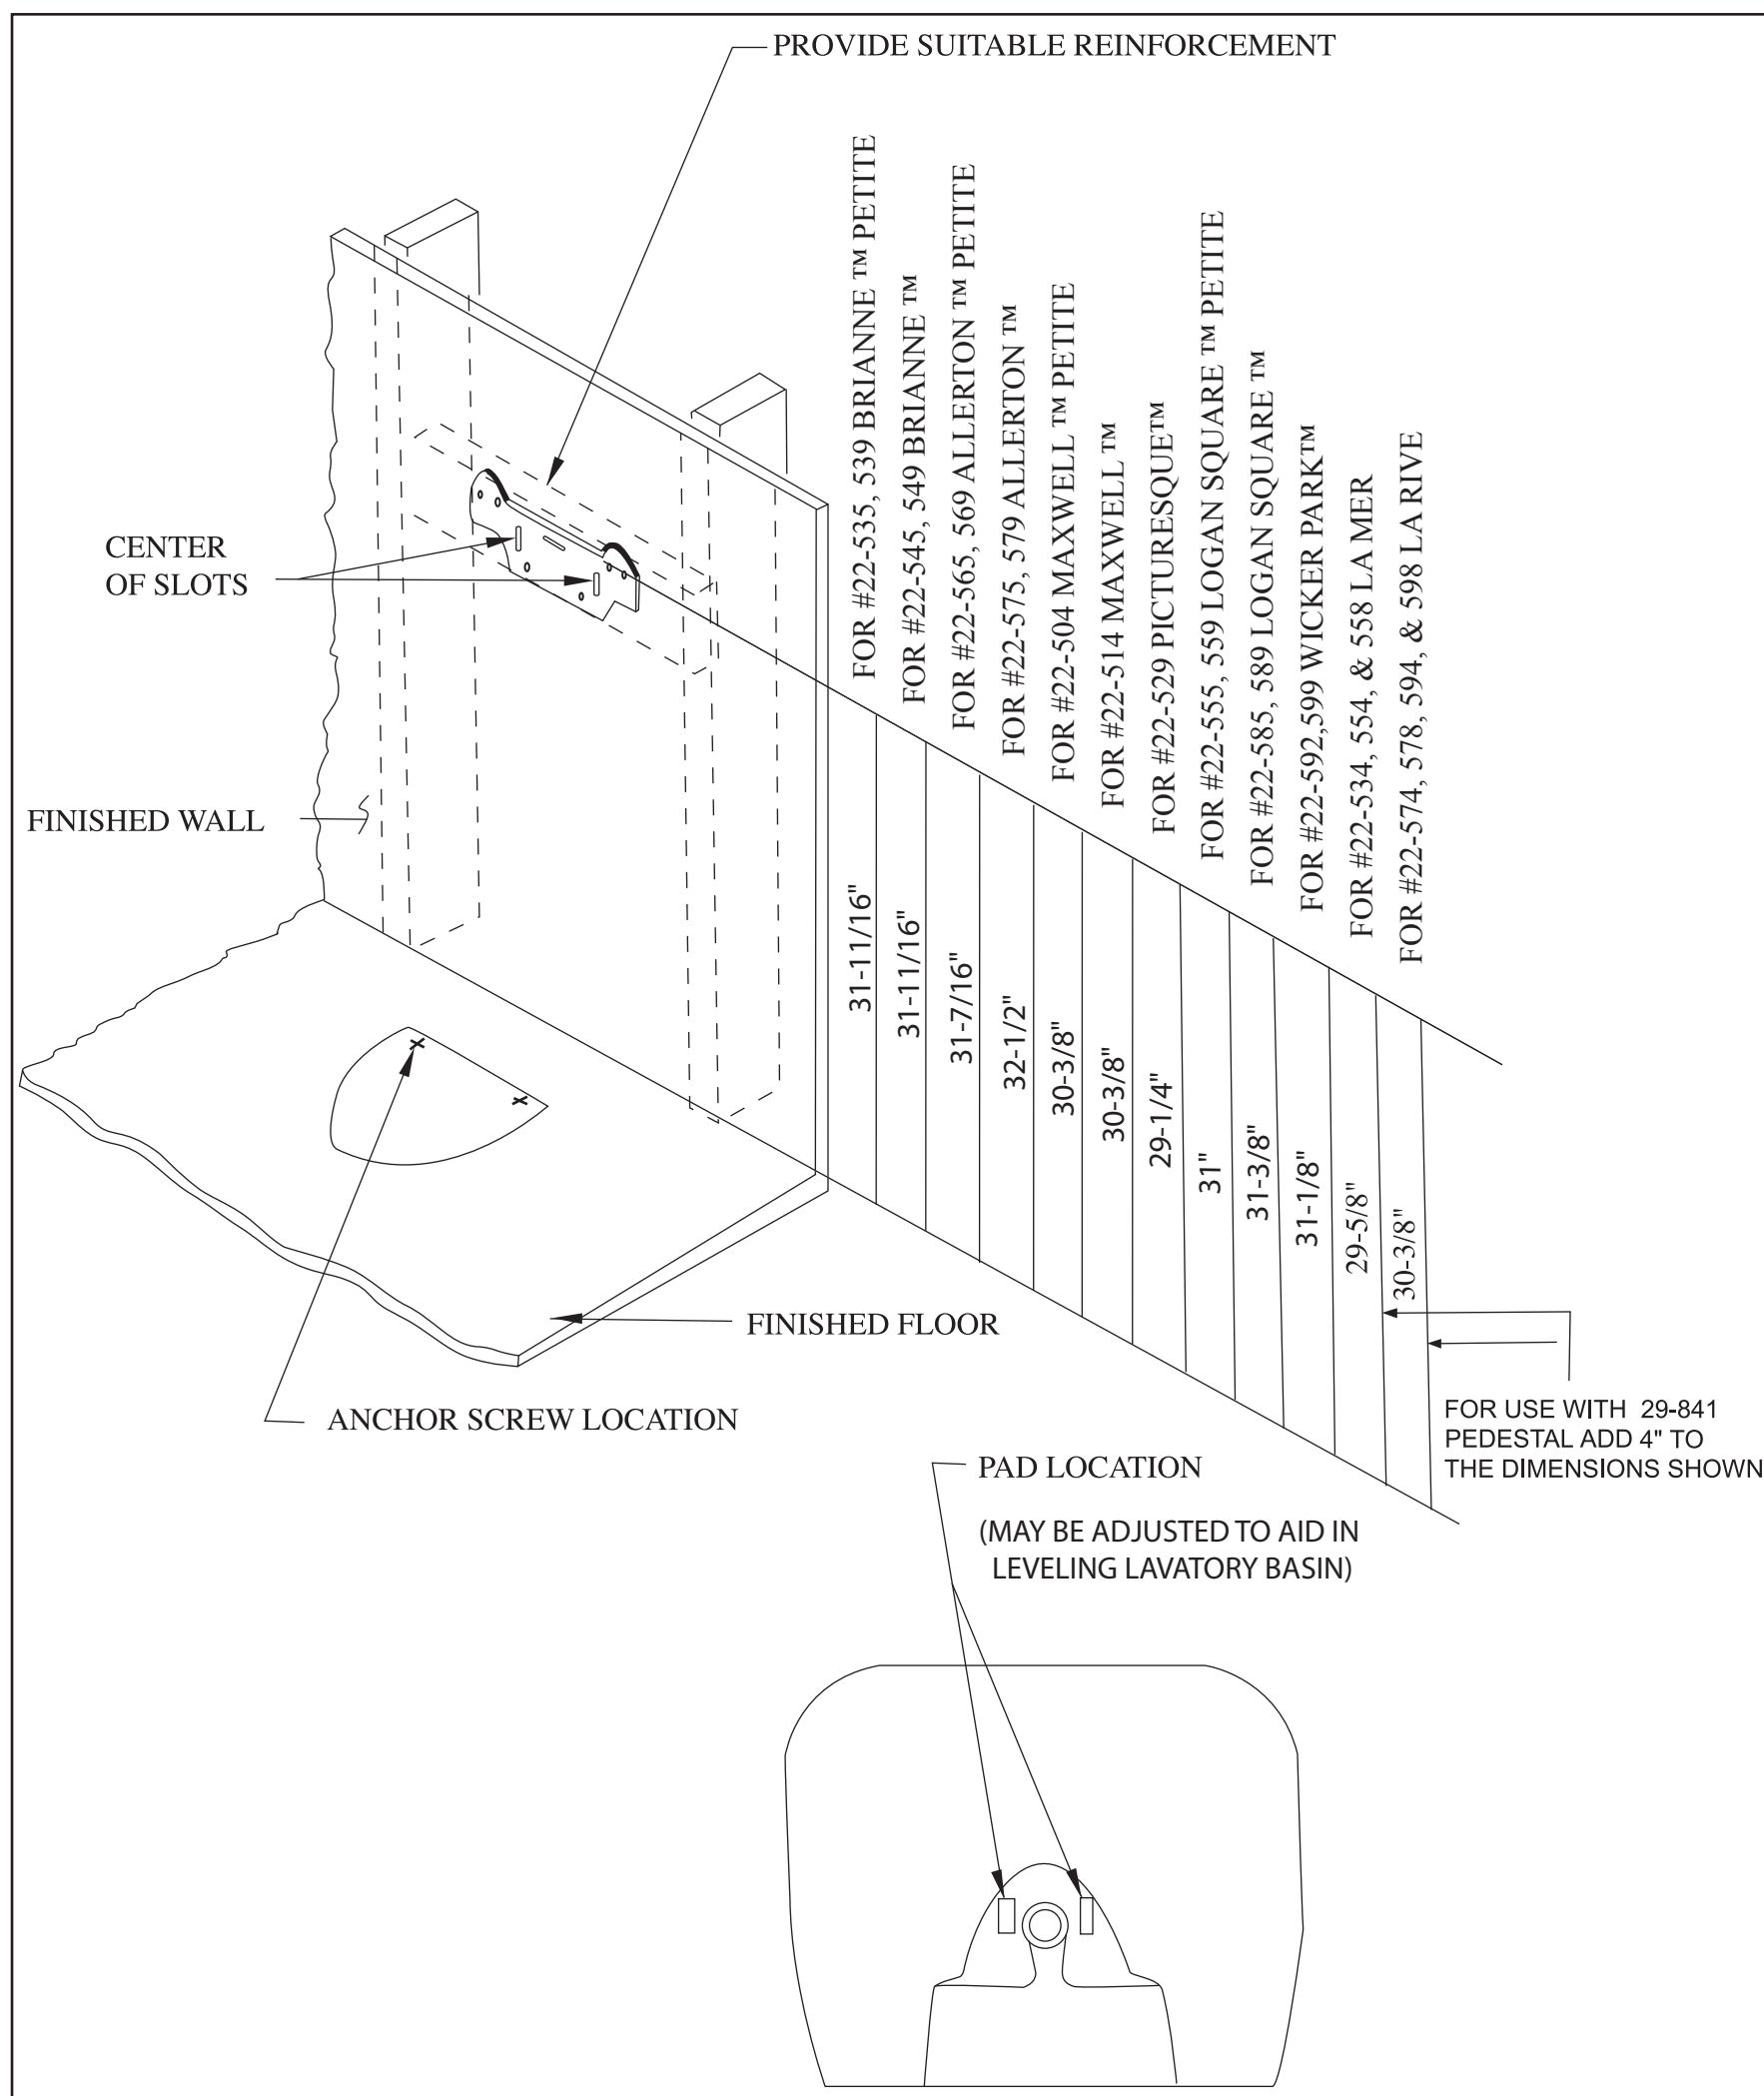 PROVIDE SUITABLE REINFORCEMENT
FOR #22-535, 539 BRIANNE ™ PETITE
FOR #22-545, 549 BRIANNE ™
FOR #22-565, 569 ALLERTON ™ PETITE
FOR #22-575, 579 ALLERTON ™
FOR #22-504 MAXWELL ™ PETITE
FOR #22-514 MAXWELL ™
FOR #22-529 PICTURESQUE™
FOR #22-555, 559 LOGAN SQUARE ™ PETITE
FOR #22-585, 589 LOGAN SQUARE ™
FOR #22-592,599 WICKER PARK™
FOR #22-534, 554, & 558 LA MER
FOR #22-574, 578, 594, & 598 LA RIVE
CENTER
OF SLOTS
FINISHED WALL
31-11/16"
31-11/16"
31-7/16"
32-1/2"
30-3/8"
30-3/8"
29-1/4"
31"
31-3/8"
31-1/8"
29-5/8"
30-3/8"
FINISHED FLOOR
ANCHOR SCREW LOCATION
FOR USE WITH 29-841
PEDESTAL ADD 4" TO
THE DIMENSIONS SHOWN
PAD LOCATION
(MAY BE ADJUSTED TO AID IN
LEVELING LAVATORY BASIN)